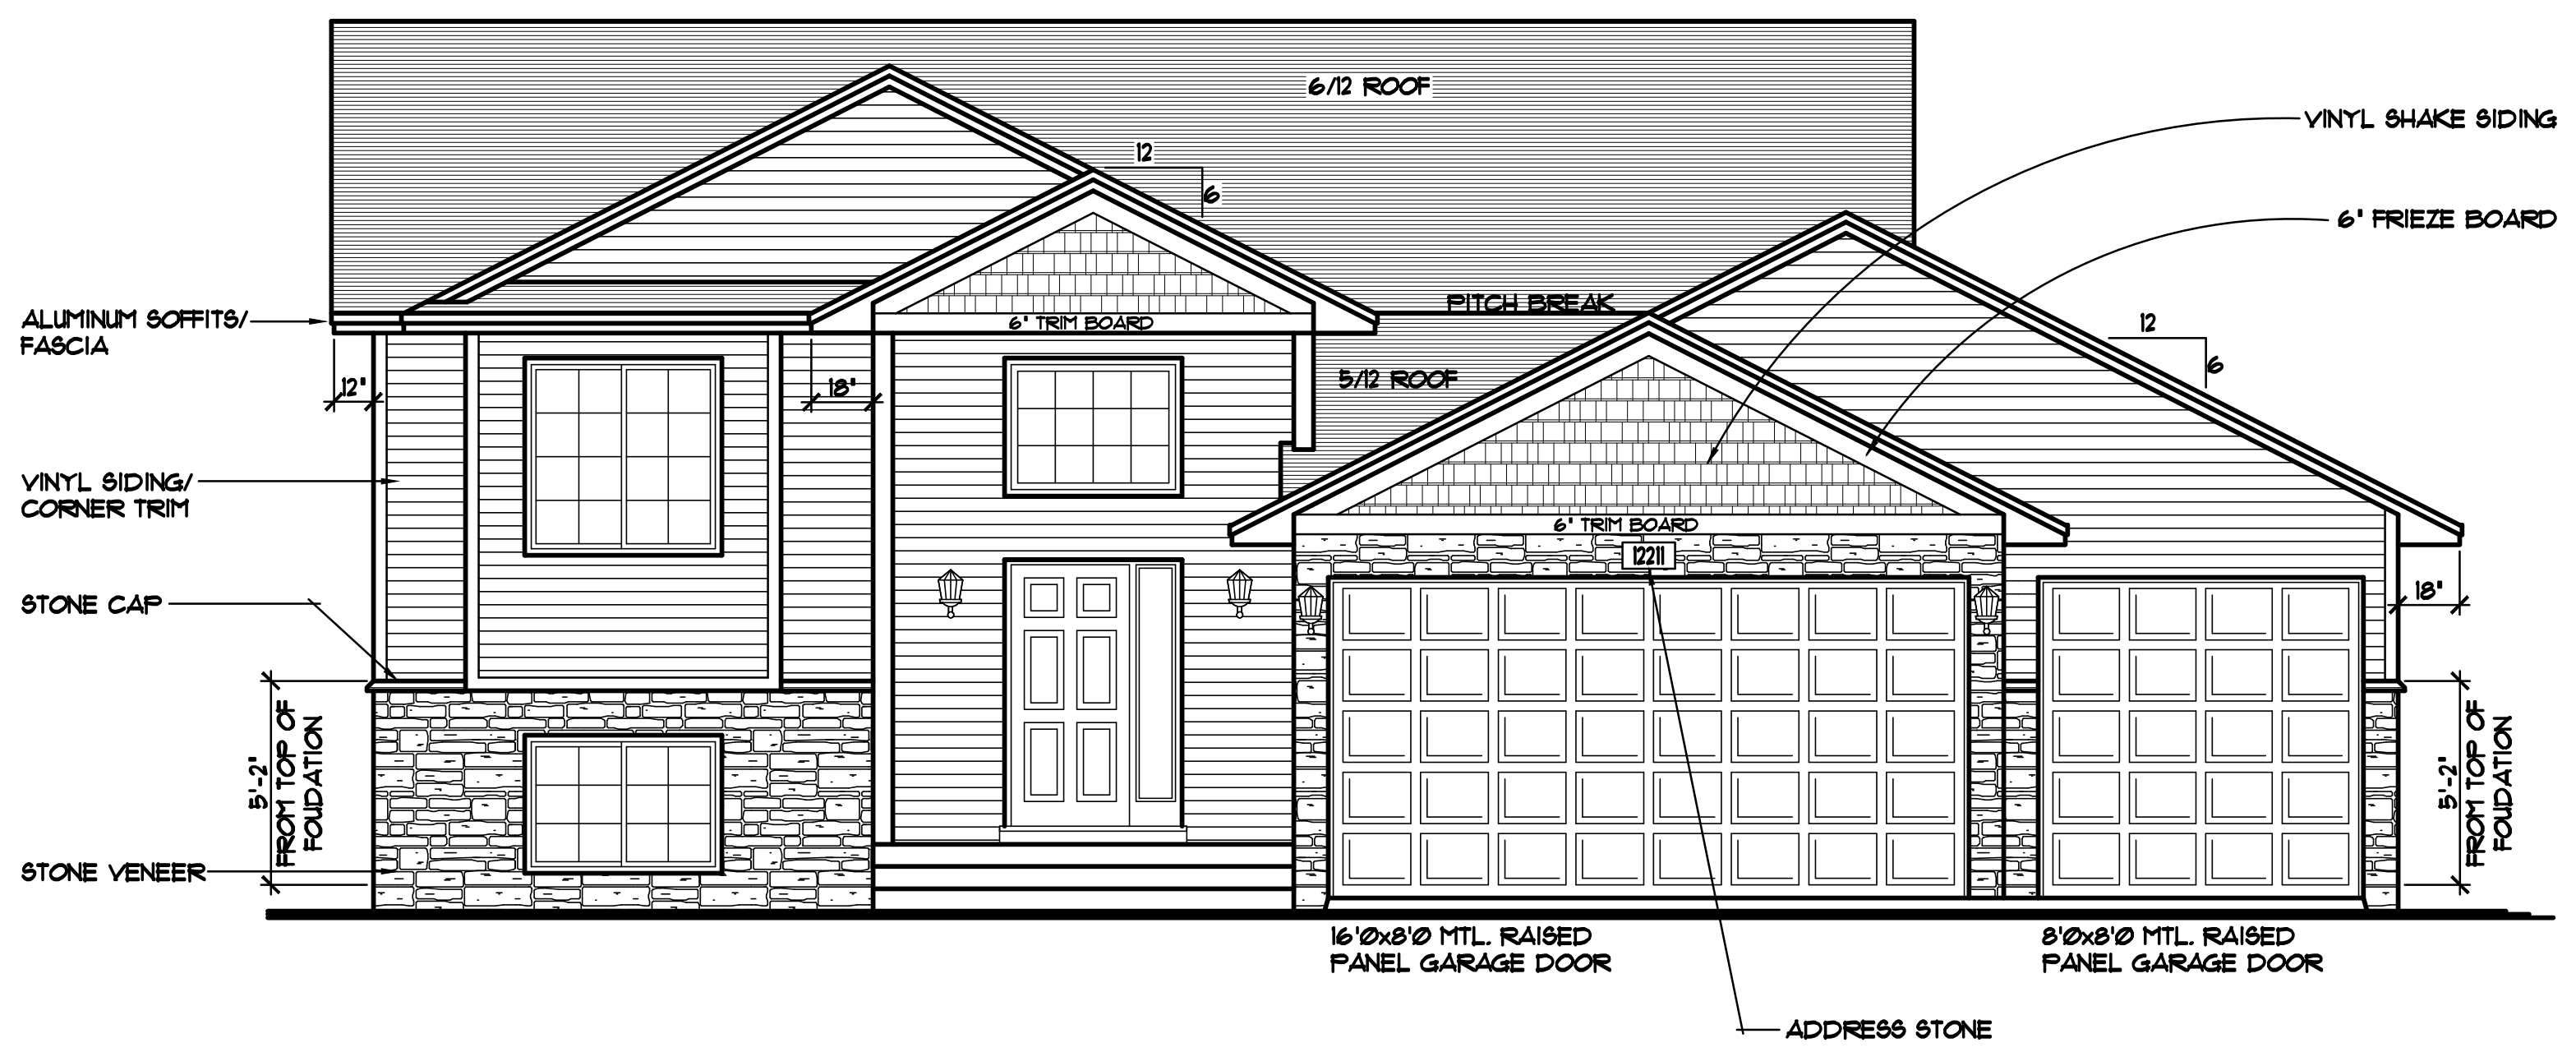 6/12 ROOF
VINYL SHAKE SIDING
12
6
6" FRIEZE BOARD
PITCH BREAK
ALUMINUM SOFFITS/
FASCIA
6" TRIM BOARD
12
6
12"
18"
5/12 ROOF
VINYL SIDING/
CORNER TRIM
6" TRIM BOARD
12211
STONE CAP
18"
5'-2"
FROM TOP OF
FOUDATION
5'-2"
FROM TOP OF
FOUDATION
STONE VENEER
16'0x8'0 MTL. RAISED
PANEL GARAGE DOOR
8'0x8'0 MTL. RAISED
PANEL GARAGE DOOR
ADDRESS STONE